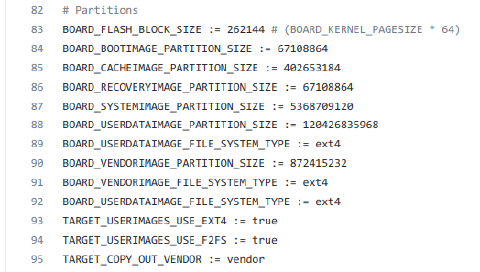 82 # Partitions
83 BOARD_FLASH_BLOCK_SIZE := 262144 # (BOARD_KERNEL_PAGESIZE * 64)
84 BOARD_BOOTIMAGE_PARTITION_SIZE := 67108864
85 BOARD_CACHEIMAGE_PARTITION_SIZE := 402653184
86 BOARD_RECOVERYIMAGE_PARTITION_SIZE := 67108864
87 BOARD_SYSTEMIMAGE_PARTITION_SIZE := 5368709120
88 BOARD_USERDATAIMAGE_PARTITION_SIZE := 120426835968
89 BOARD_USERDATAIMAGE_FILE_SYSTEM_TYPE := ext4
90 BOARD_VENDORIMAGE_PARTITION_SIZE := 872415232
91 BOARD_VENDORIMAGE_FILE_SYSTEM_TYPE := ext4
92 BOARD_USERDATAIMAGE_FILE_SYSTEM_TYPE := ext4
93 TARGET_USERIMAGES_USE_EXT4 := true
94 TARGET_USERIMAGES_USE_F2FS := true
95 TARGET_COPY_OUT_VENDOR := vendor